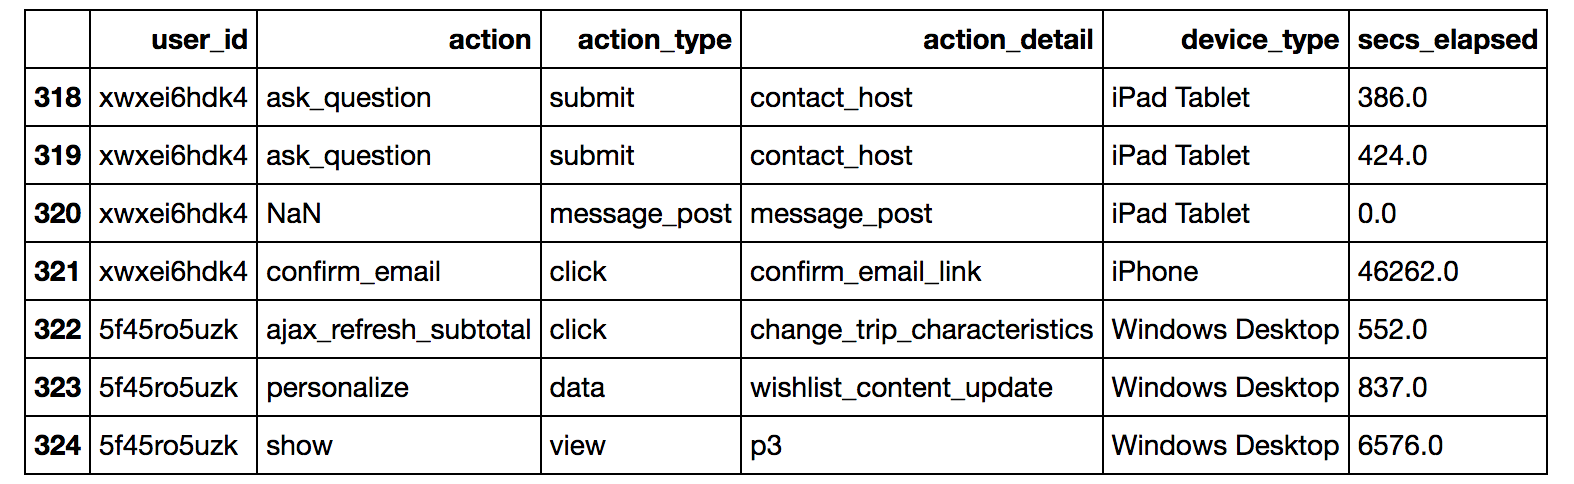 user_id action action_type action_detail device_type secs_elapsed
318 xwxei6hdk4 ask_question submit contact_host iPad Tablet 386.0
319 xwxei6hdk4 ask_question submit contact_host iPad Tablet 424.0
320 xwxei6hdk4 NaN message_post message_post iPad Tablet 0.0
321 xwxei6hdk4 confirm_email click confirm_email_link iPhone 46262.0
322 5f45ro5uzk ajax_refresh_subtotal click change_trip_characteristics Windows Desktop 552.0
323 5f45ro5uzk personalize data wishlist_content_update Windows Desktop 837.0
324 5f45ro5uzk show view p3 Windows Desktop 6576.0